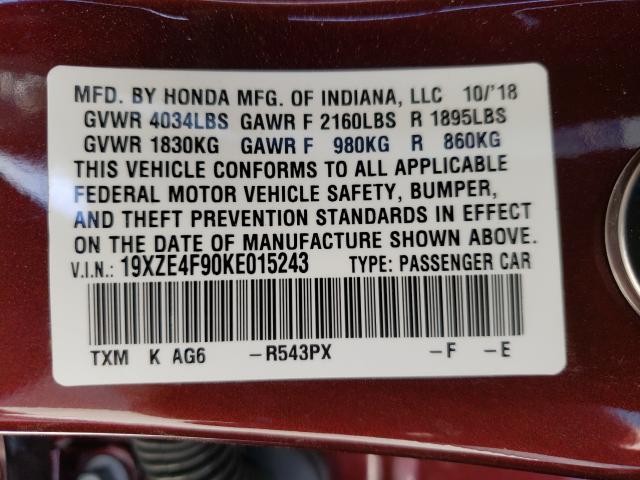 MFD. BY HONDA MFG. OF INDIANA, LLC 10/'18
GVWR 4034LBS GAWR F 2160LBS R 1895LBS
GVWR 1830KG GAWR F 980KG R 860KG
THIS VEHICLE CONFORMS TO ALL APPLICABLE
FEDERAL MOTOR VEHICLE SAFETY, BUMPER,
AND THEFT PREVENTION STANDARDS IN EFFECT
ON THE DATE OF MANUFACTURE SHOWN ABOVE.
V.I.N.: 19XZE4F90KE015243 TYPE: PASSENGER CAR
TXM K AG6 –R543PX –F –E